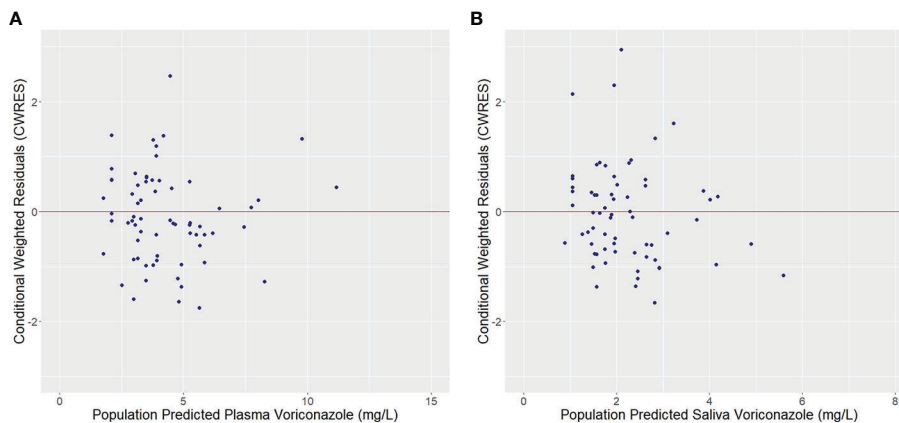 A
Conditional Weighted Residuals (CWRES)
2
0
-2
0
5
10
15
Population Predicted Plasma Voriconazole (mg/L)
B
Conditional Weighted Residuals (CWRES)
2
0
-2
0
2
4
6
8
Population Predicted Saliva Voriconazole (mg/L)